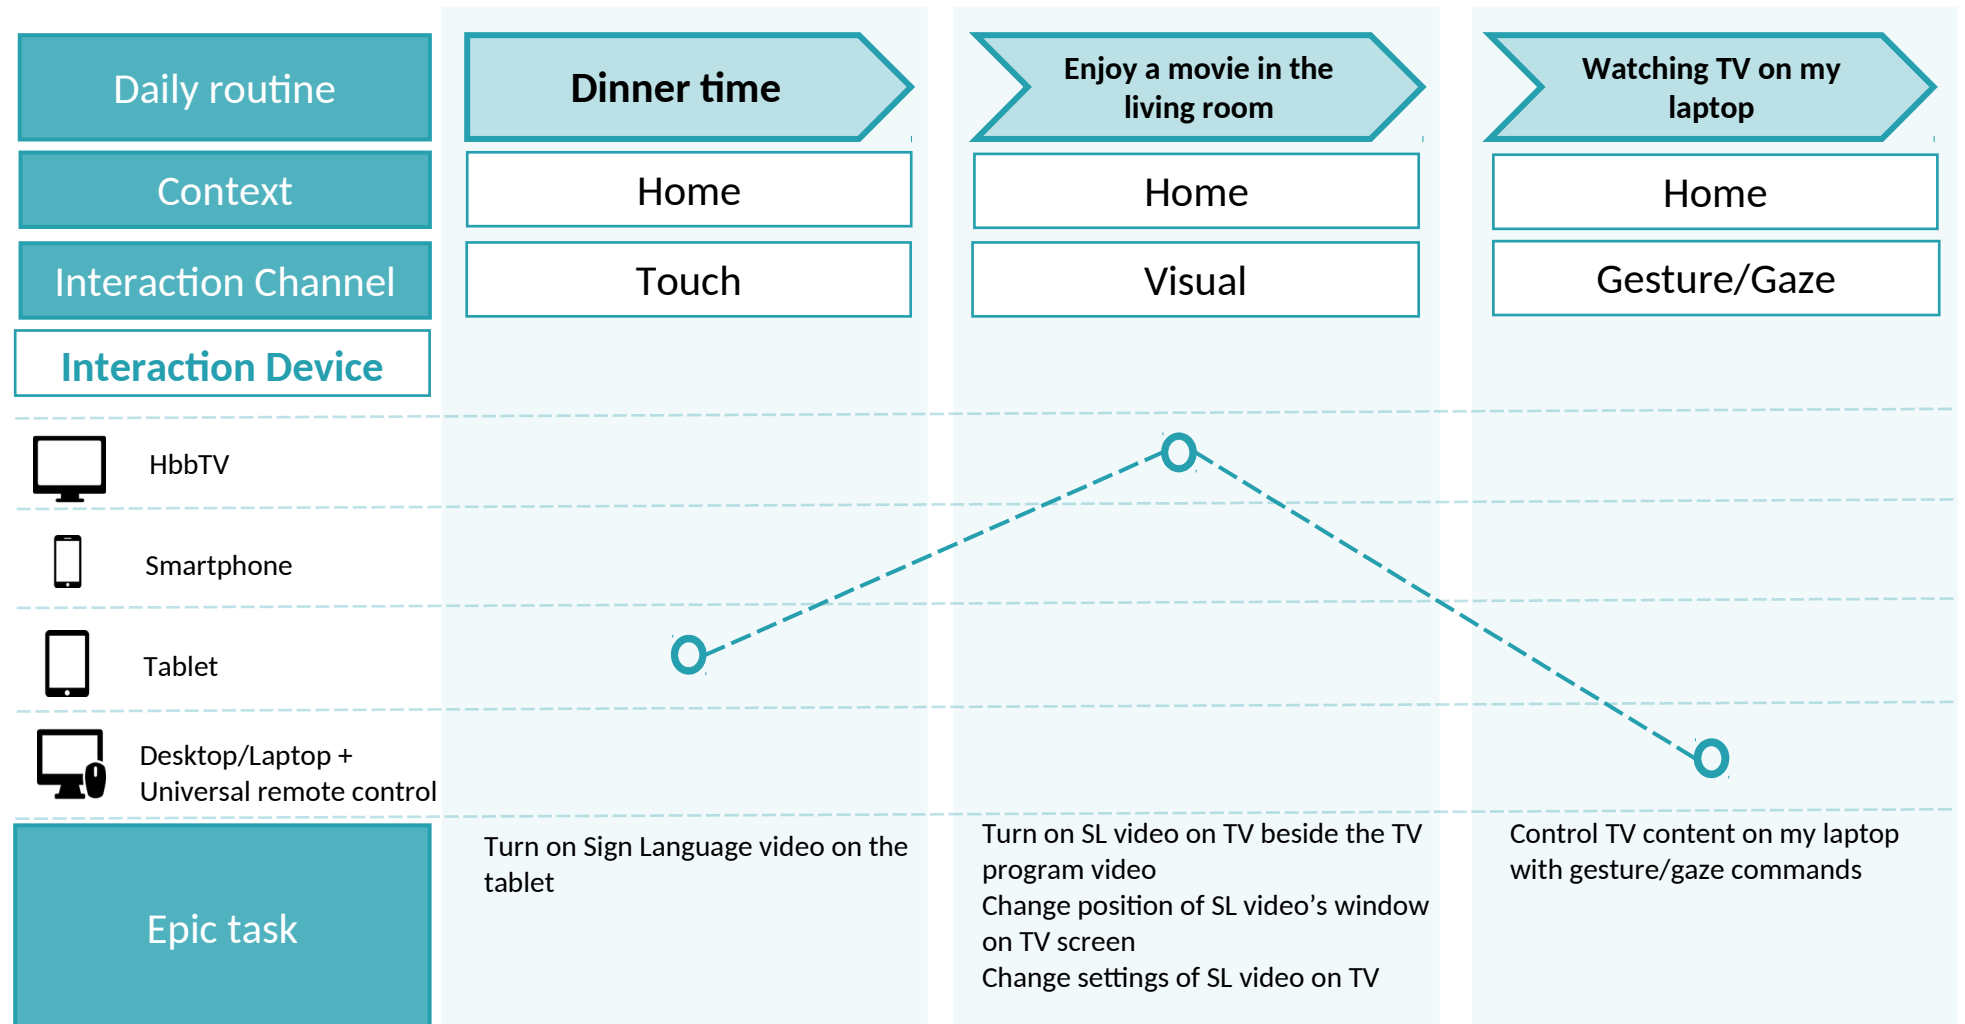 Daily routine
Dinner time
Enjoy a movie in the
living room
Watching TV on my
laptop
Context
Home
Home
Home
Interaction Channel
Touch
Visual
Gesture/Gaze
Interaction Device
HbbTV
Smartphone
Tablet
Desktop/Laptop +
Universal remote control
Epic task
Turn on Sign Language video on the
tablet
Turn on SL video on TV beside the TV
program video
Change position of SL video’s window
on TV screen
Change settings of SL video on TV
Control TV content on my laptop
with gesture/gaze commands